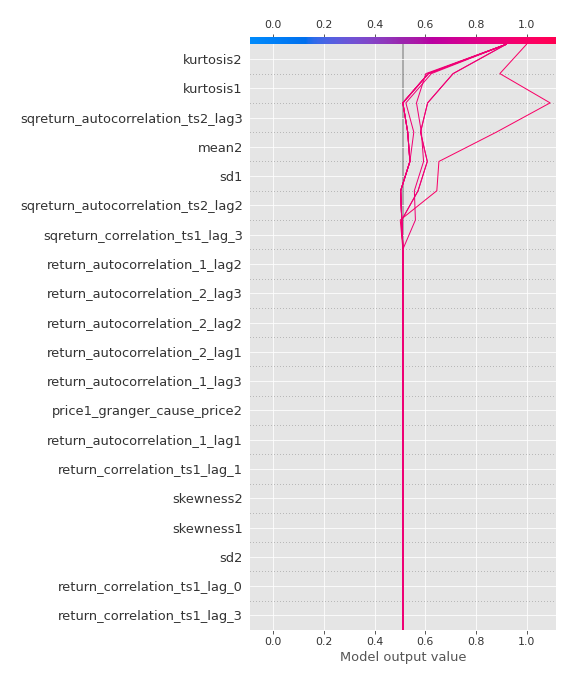 0.0 0.2 0.4 0.6 0.8 1.0
kurtosis2
kurtosis1
sqreturn_autocorrelation_ts2_lag3
mean2
sd1
sqreturn_autocorrelation_ts2_lag2
sqreturn_correlation_ts1_lag_3
return_autocorrelation_1_lag2
return_autocorrelation_2_lag3
return_autocorrelation_2_lag2
return_autocorrelation_2_lag1
return_autocorrelation_1_lag3
price1_granger_cause_price2
return_autocorrelation_1_lag1
return_correlation_ts1_lag_1
skewness2
skewness1
sd2
return_correlation_ts1_lag_0
return_correlation_ts1_lag_3
0.0 0.2 0.4 0.6 0.8 1.0
Model output value